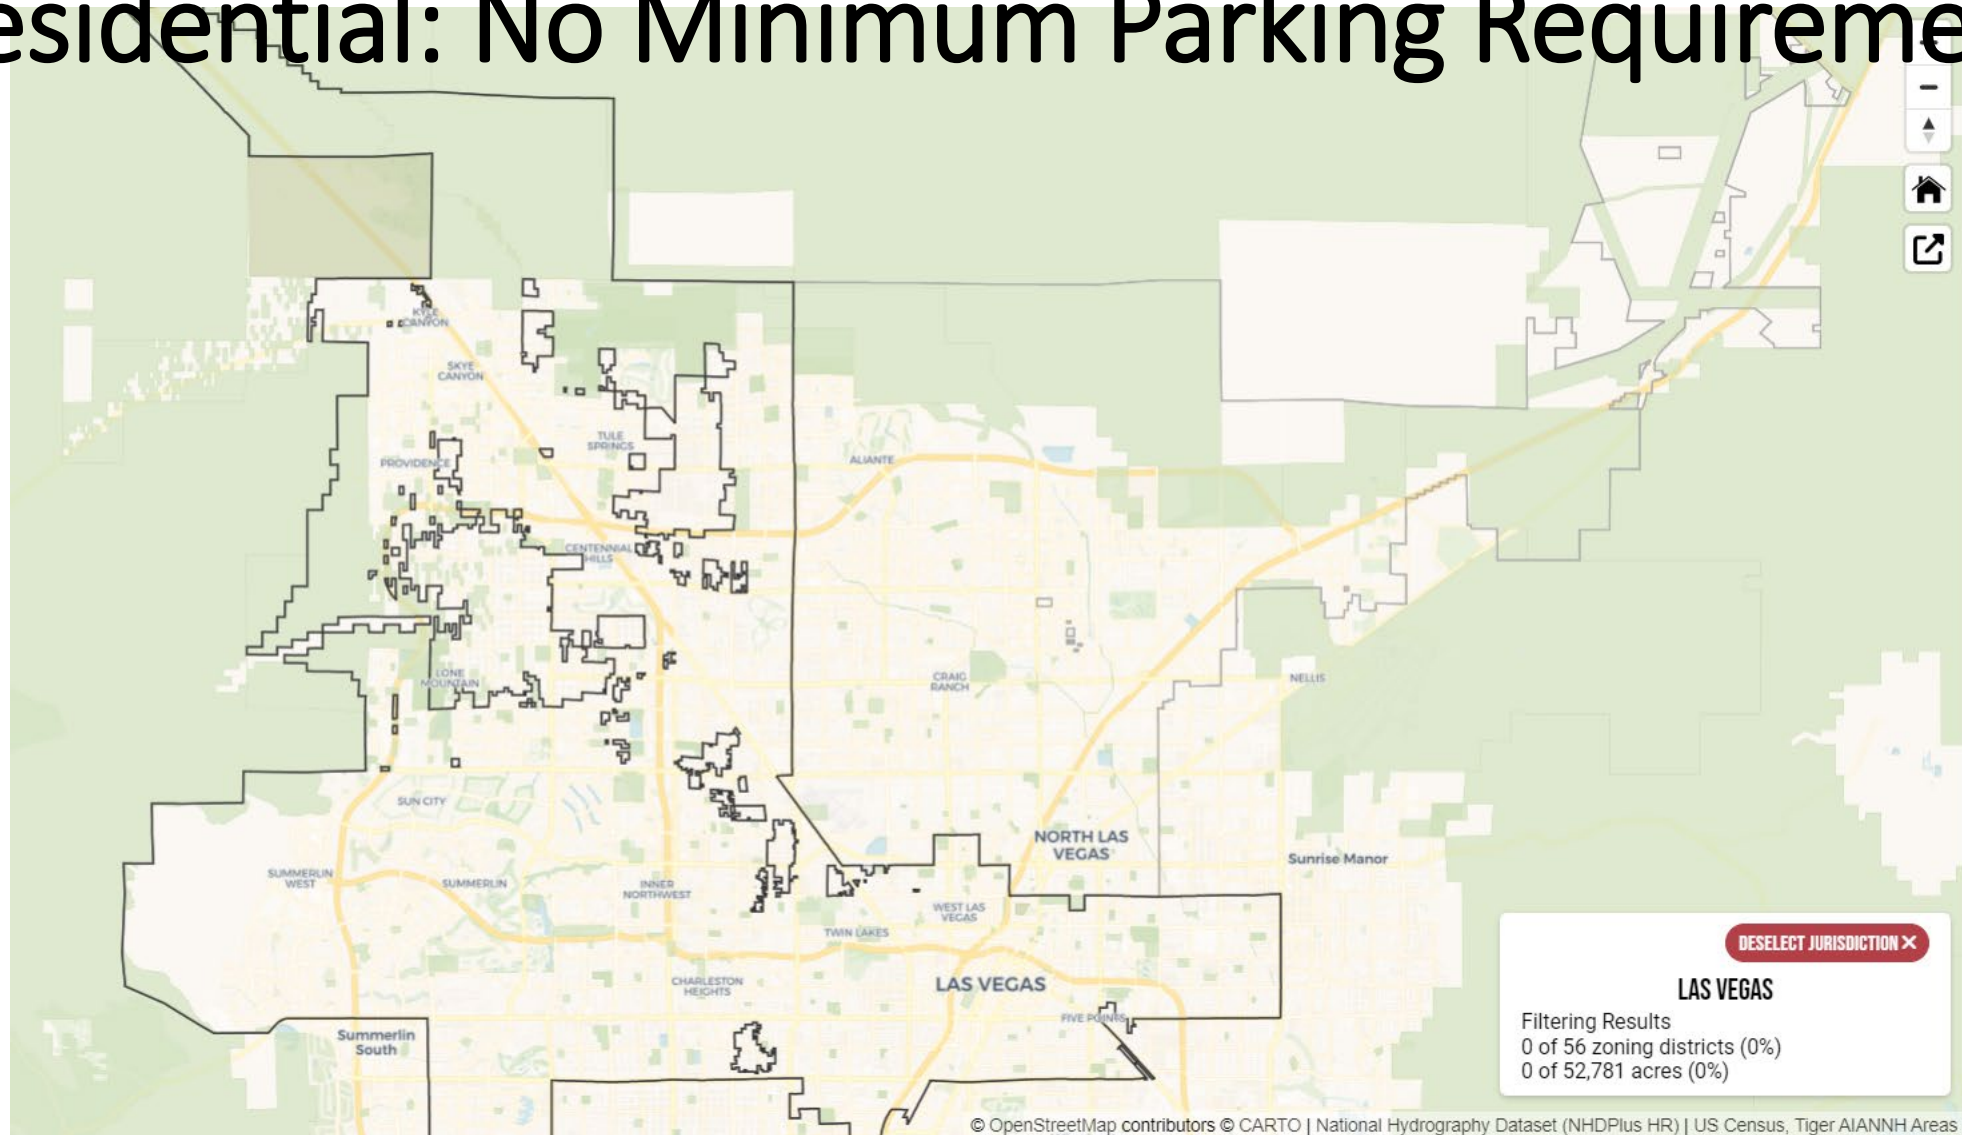 esidential: No Minimum Parking Requireme
KYLE
CANYON
SKYE
CANYON
TULE
SPRINGS
PROVIDENCE
ALIANTE
CENTENNIAL
HILLS
LONE
MOUNTAIN
CRAIG
RANCH
NELLIS
SUN CITY
NORTH LAS
VEGAS
Sunrise Manor
SUMMERLIN
WEST
SUMMERLIN
INNER
NORTHWEST
WEST LAS
VEGAS
TWIN LAKES
CHARLESTON
HEIGHTS
LAS VEGAS
FIVE POINTS
Summerlin
South
DESELECT JURISDICTION ✕
LAS VEGAS
Filtering Results
0 of 56 zoning districts (0%)
0 of 52,781 acres (0%)
© OpenStreetMap contributors © CARTO | National Hydrography Dataset (NHDPlus HR) | US Census, Tiger AIANNH Areas